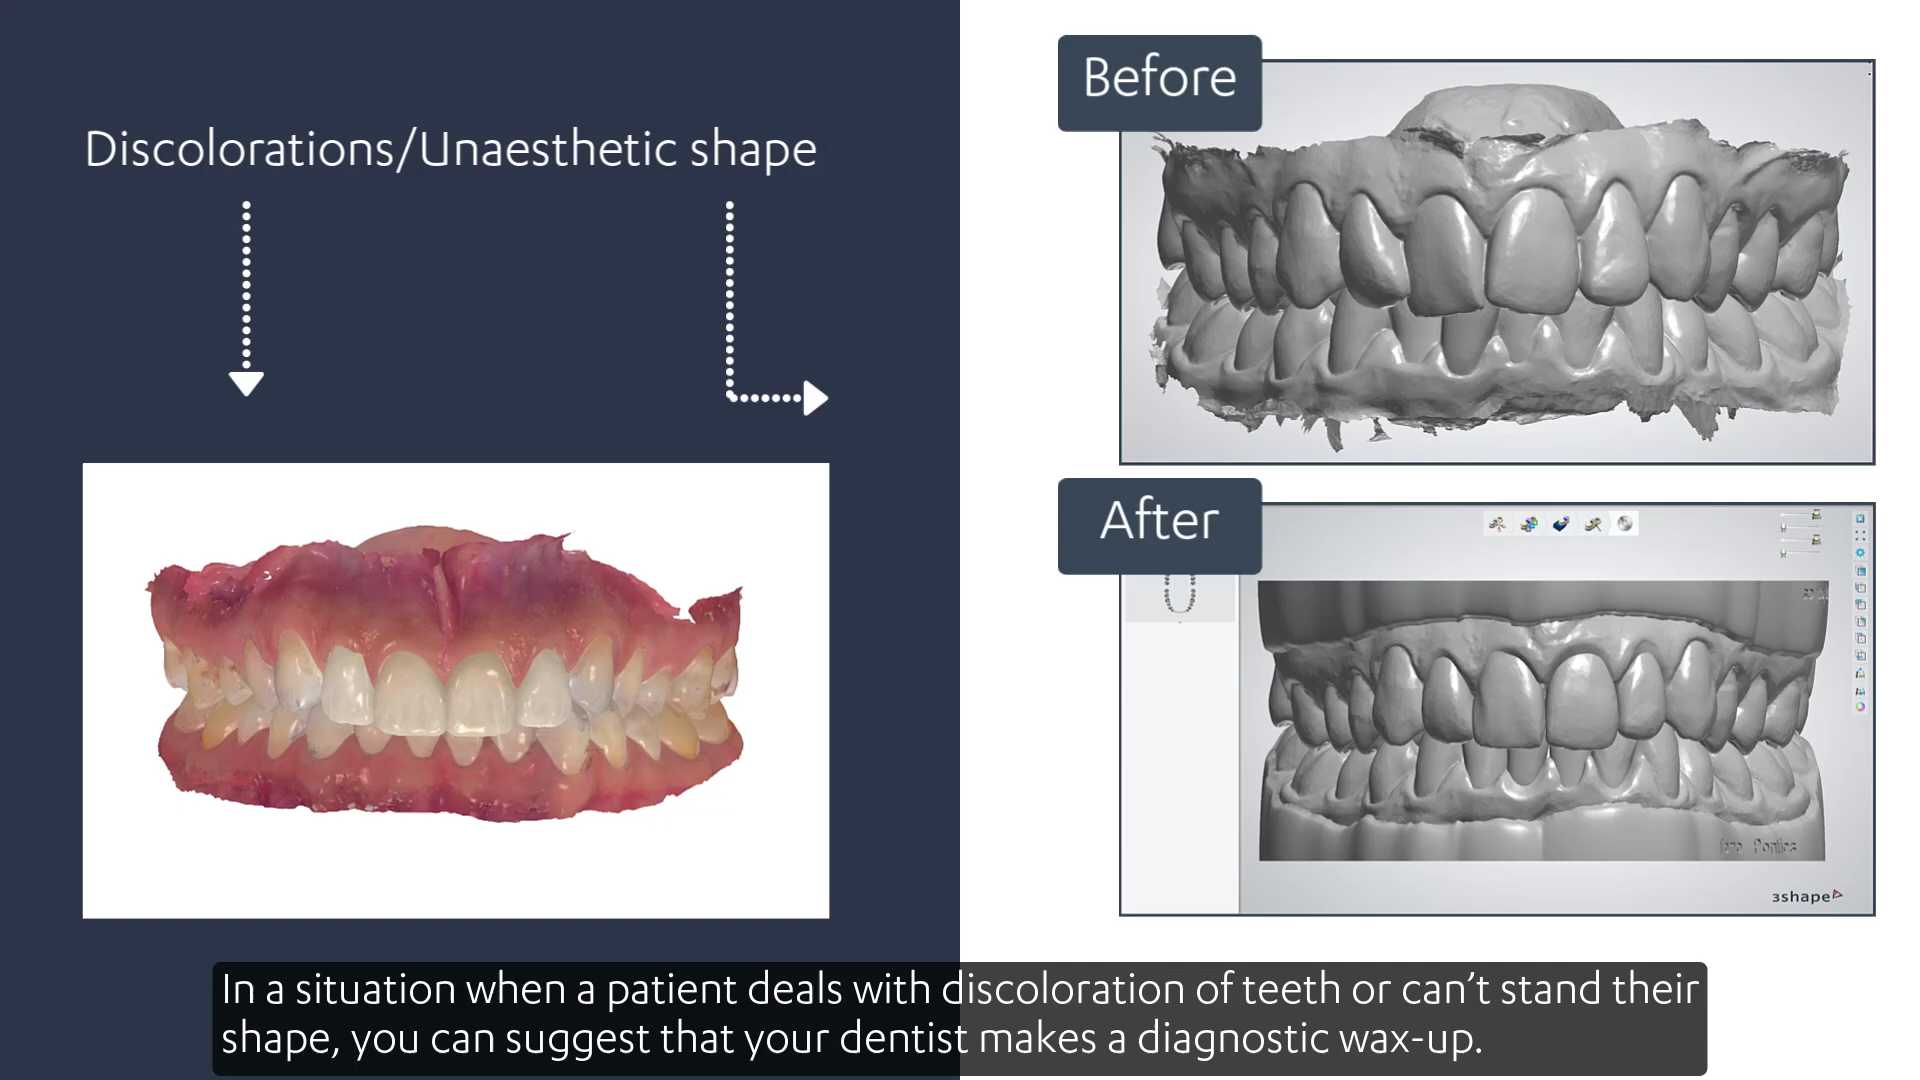 Discolorations/Unaesthetic shape
Before
After
3shape
In a situation when a patient deals with discoloration of teeth or can’t stand their
shape, you can suggest that your dentist makes a diagnostic wax-up.